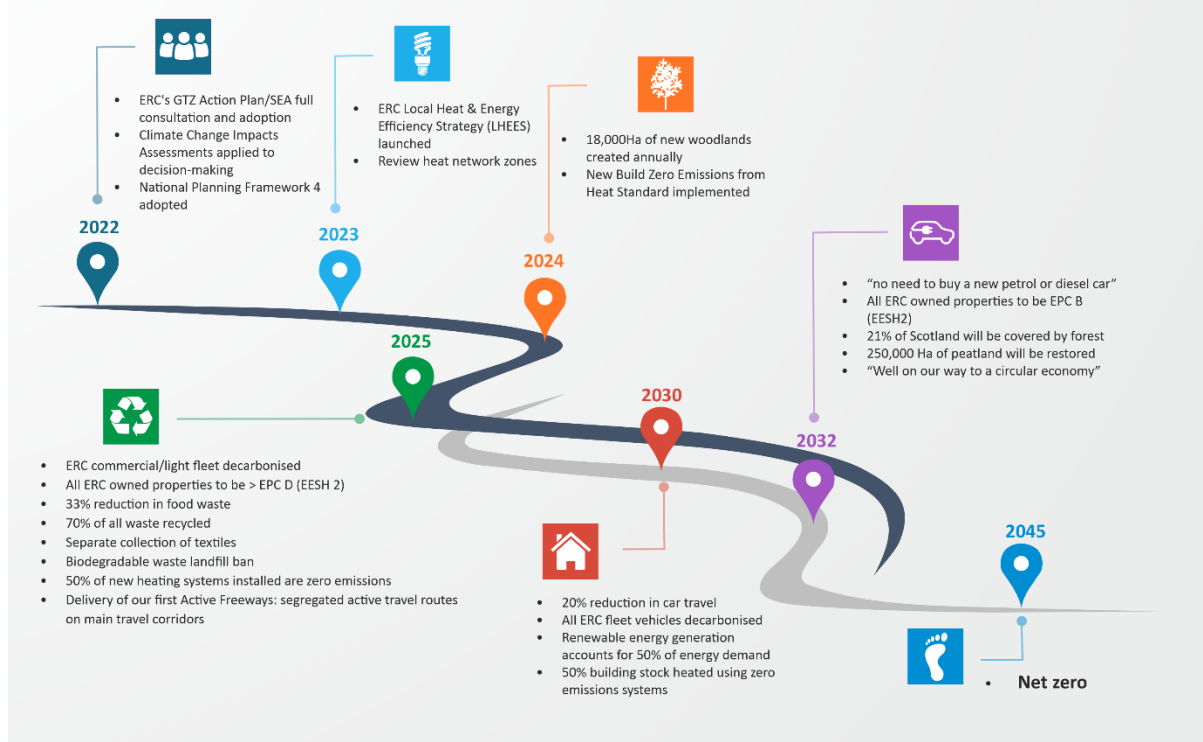 2022
• ERC's GTZ Action Plan/SEA full
consultation and adoption
• Climate Change Impacts
Assessments applied to
decision-making
• National Planning Framework 4
adopted
2023
• ERC Local Heat & Energy
Efficiency Strategy (LHEES)
launched
• Review heat network zones
2024
• 18,000Ha of new woodlands
created annually
• New Build Zero Emissions from
Heat Standard implemented
2025
• ERC commercial/light fleet decarbonised
• All ERC owned properties to be > EPC D (EESH 2)
• 33% reduction in food waste
• 70% of all waste recycled
• Separate collection of textiles
• Biodegradable waste landfill ban
• 50% of new heating systems installed are zero emissions
• Delivery of our first Active Freeways: segregated active travel routes
on main travel corridors
2030
• 20% reduction in car travel
• All ERC fleet vehicles decarbonised
• Renewable energy generation
accounts for 50% of energy demand
• 50% building stock heated using zero
emissions systems
2032
• “no need to buy a new petrol or diesel car”
• All ERC owned properties to be EPC B
(EESH2)
• 21% of Scotland will be covered by forest
• 250,000 Ha of peatland will be restored
• “Well on our way to a circular economy”
2045
• Net zero